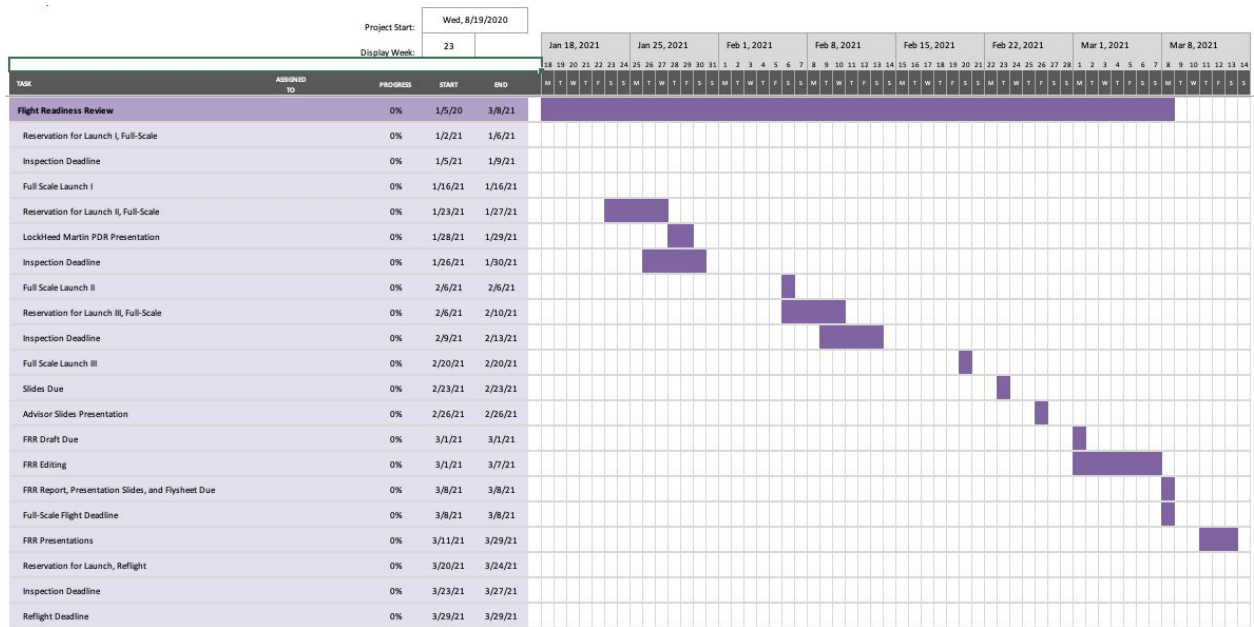 Project Start: Wed, 8/19/2020
Display Week: 23
Jan 18, 2021 Jan 25, 2021 Feb 1, 2021 Feb 8, 2021 Feb 15, 2021 Feb 22, 2021 Mar 1, 2021 Mar 8, 2021
18 19 20 21 22 23 24 25 26 27 28 29 30 31 1 2 3 4 5 6 7 8 9 10 11 12 13 14 15 16 17 18 19 20 21 22 23 24 25 26 27 28 1 2 3 4 5 6 7 8 9 10 11 12 13 14
TASK ASSIGNED TO PROGRESS START END M T W T F S S M T W T F S S M T W T F S S M T W T F S S M T W T F S S M T W T F S S M T W T F S S M T W T F S S
Flight Readiness Review 0% 1/5/20 3/8/21
Reservation for Launch I, Full-Scale 0% 1/2/21 1/6/21
Inspection Deadline 0% 1/5/21 1/9/21
Full Scale Launch I 0% 1/16/21 1/16/21
Reservation for Launch II, Full-Scale 0% 1/23/21 1/27/21
LockHeed Martin PDR Presentation 0% 1/28/21 1/29/21
Inspection Deadline 0% 1/26/21 1/30/21
Full Scale Launch II 0% 2/6/21 2/6/21
Reservation for Launch III, Full-Scale 0% 2/6/21 2/10/21
Inspection Deadline 0% 2/9/21 2/13/21
Full Scale Launch III 0% 2/20/21 2/20/21
Slides Due 0% 2/23/21 2/23/21
Advisor Slides Presentation 0% 2/26/21 2/26/21
FRR Draft Due 0% 3/1/21 3/1/21
FRR Editing 0% 3/1/21 3/7/21
FRR Report, Presentation Slides, and Flysheet Due 0% 3/8/21 3/8/21
Full-Scale Flight Deadline 0% 3/8/21 3/8/21
FRR Presentations 0% 3/11/21 3/29/21
Reservation for Launch, Reflight 0% 3/20/21 3/24/21
Inspection Deadline 0% 3/23/21 3/27/21
Reflight Deadline 0% 3/29/21 3/29/21